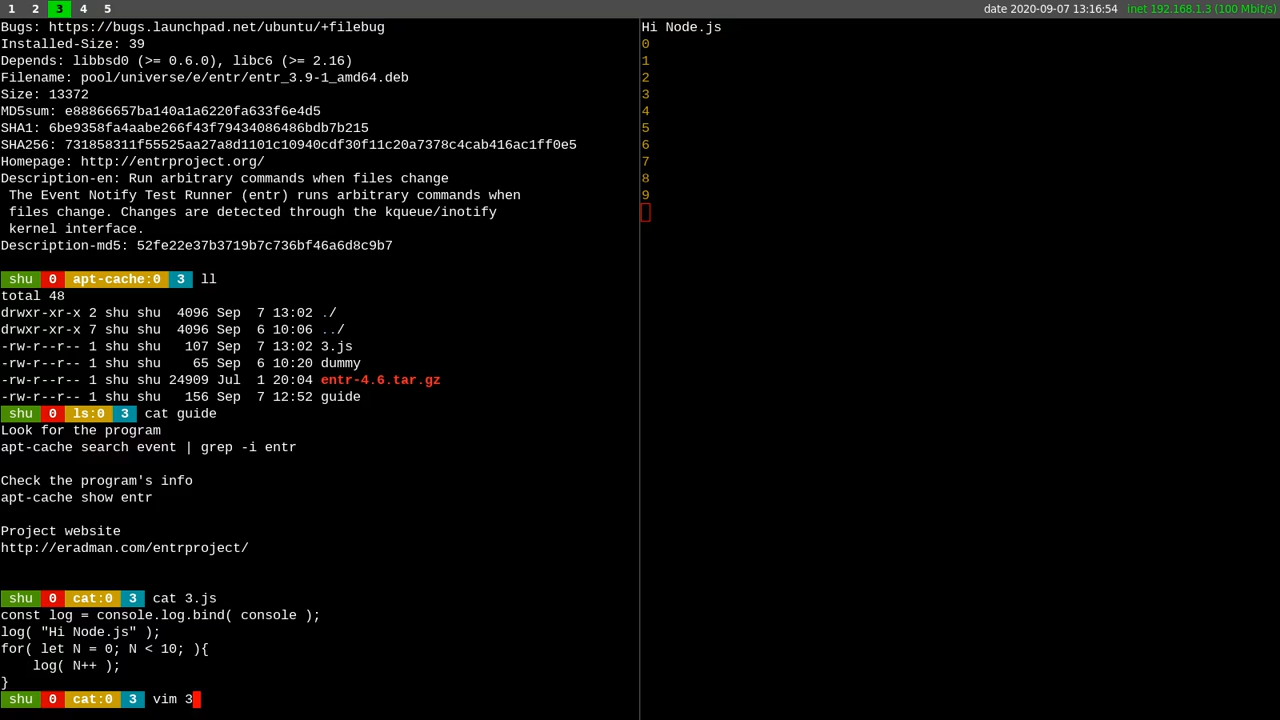 1 2 3 4 5 date 2020-09-07 13:16:54 inet 192.168.1.3 (100 Mbit/s)
Bugs: https://bugs.launchpad.net/ubuntu/+filebug
Installed-Size: 39
Depends: libbsd0 (>= 0.6.0), libc6 (>= 2.16)
Filename: pool/universe/e/entr/entr_3.9-1_amd64.deb
Size: 13372
MD5sum: e88866657ba140a1a6220fa633f6e4d5
SHA1: 6be9358fa4aabe266f43f79434086486bdb7b215
SHA256: 731858311f55525aa27a8d1101c10940cdf30f11c20a7378c4cab416ac1ff0e5
Homepage: http://entrproject.org/
Description-en: Run arbitrary commands when files change
The Event Notify Test Runner (entr) runs arbitrary commands when
files change. Changes are detected through the kqueue/inotify
kernel interface.
Description-md5: 52fe22e37b3719b7c736bf46a6d8c9b7
shu 0 apt-cache:0 3 ll
total 48
drwxr-xr-x 2 shu shu 4096 Sep 7 13:02 ./
drwxr-xr-x 7 shu shu 4096 Sep 6 10:06 ../
-rw-r--r-- 1 shu shu 107 Sep 7 13:02 3.js
-rw-r--r-- 1 shu shu 65 Sep 6 10:20 dummy
-rw-r--r-- 1 shu shu 24909 Jul 1 20:04 entr-4.6.tar.gz
-rw-r--r-- 1 shu shu 156 Sep 7 12:52 guide
shu 0 ls:0 3 cat guide
Look for the program
apt-cache search event | grep -i entr
Check the program's info
apt-cache show entr
Project website
http://eradman.com/entrproject/
shu 0 cat:0 3 cat 3.js
const log = console.log.bind( console );
log( "Hi Node.js" );
for( let N = 0; N < 10; ){
    log( N++ );
}
shu 0 cat:0 3 vim 3
Hi Node.js
0
1
2
3
4
5
6
7
8
9